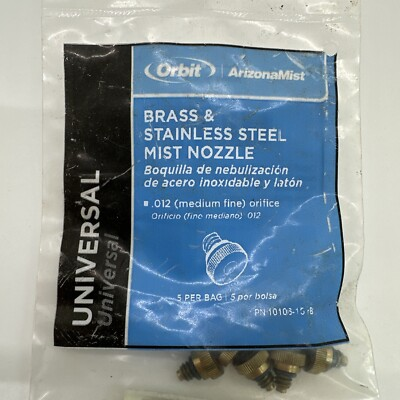 Orbit | ArizonaMist
BRASS &
STAINLESS STEEL
MIST NOZZLE
Boquilla de nebulización
de acero inoxidable y latón
.012 (medium fine) orifice
Orificio (fino mediano) .012
5 PER BAG | 5 por bolsa
UNIVERSAL
Universal